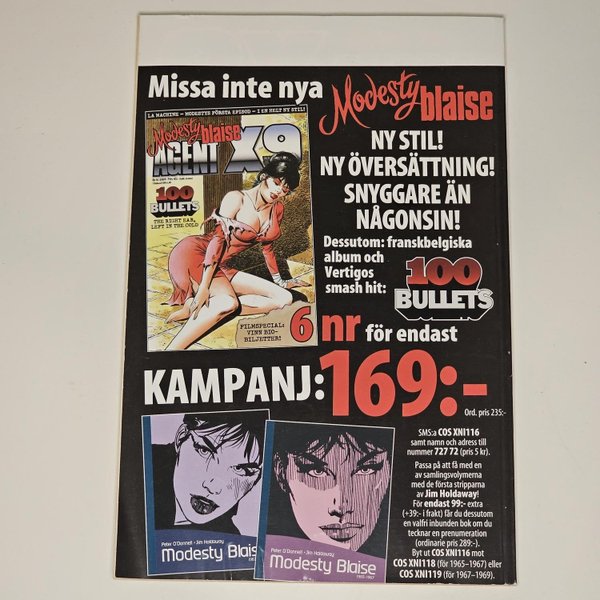 Missa inte nya
Modesty
blaise
LA MACHINE – MODESTYS FÖRSTA EPISOD – I EN HELT NY STIL!
Modesty blaise
AGENT X9
100
BULLETS
THE RIGHT EAR,
LEFT IN THE COLD
FILMSPECIAL:
VINN BIO-
BILJETTER!
NY STIL!
NY ÖVERSÄTTNING!
SNYGGARE ÄN
NÅGONSIN!
Dessutom: franskbelgiska
album och
Vertigos
smash hit:
100
BULLETS
6 nr för endast
KAMPANJ: 169:-
Ord. pris 235:-
SMS:a COS XNI116
samt namn och adress till
nummer 727 72 (pris 5 kr).
Passa på att få med en
av samlingsvolymerna
med de första stripparna
av Jim Holdaway!
För endast 99:- extra
(+39:- i frakt) får du dessutom
en valfri inbunden bok om du
tecknar en prenumeration
(ordinarie pris 289:-).
Byt ut COS XNI116 mot
COS XNI118 (för 1965–1967) eller
COS XNI119 (för 1967–1969).
Peter O'Donnell - Jim Holdaway
Modesty Blaise
Peter O'Donnell - Jim Holdaway
Modesty Blaise
1965-1967